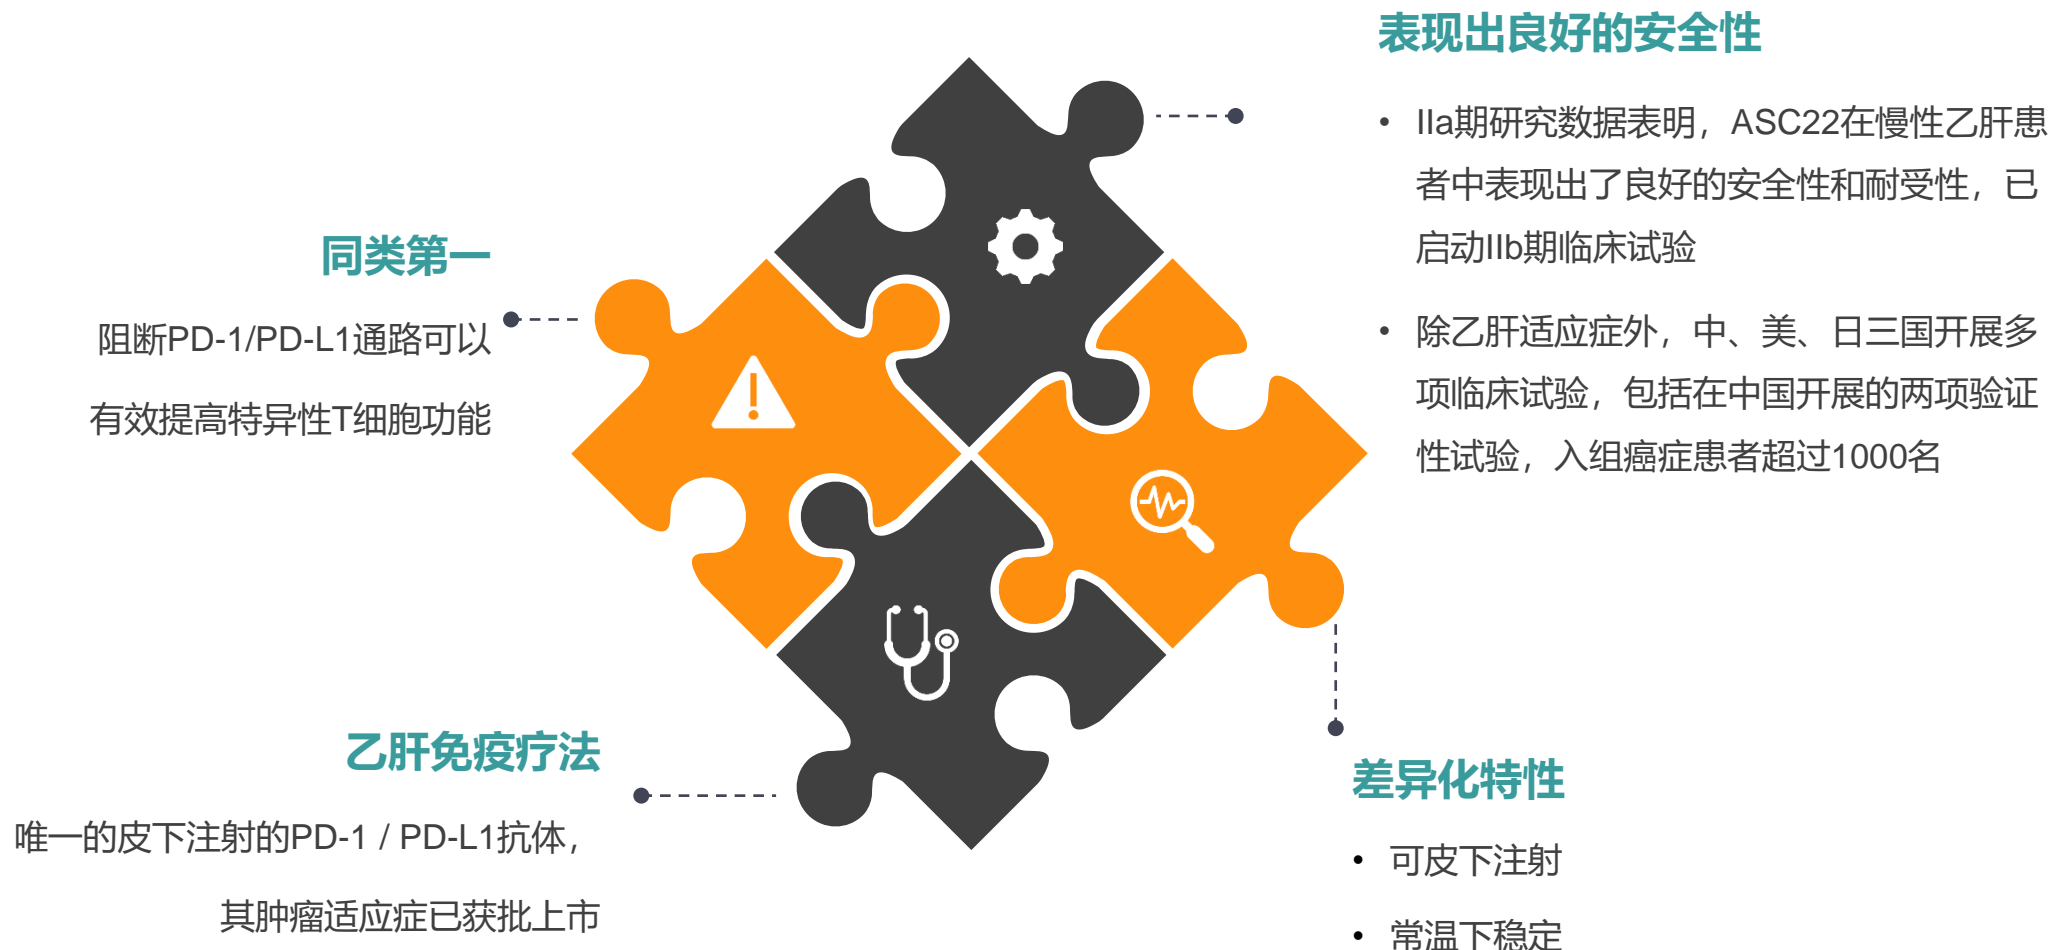 表现出良好的安全性
• IIa期研究数据表明，ASC22在慢性乙肝患
者中表现出了良好的安全性和耐受性，已
启动IIb期临床试验
• 除乙肝适应症外，中、美、日三国开展多
项临床试验，包括在中国开展的两项验证
性试验，入组癌症患者超过1000名
同类第一
阻断PD-1/PD-L1通路可以
有效提高特异性T细胞功能
乙肝免疫疗法
唯一的皮下注射的PD-1 / PD-L1抗体，
其肿瘤适应症已获批上市
差异化特性
• 可皮下注射
• 常温下稳定